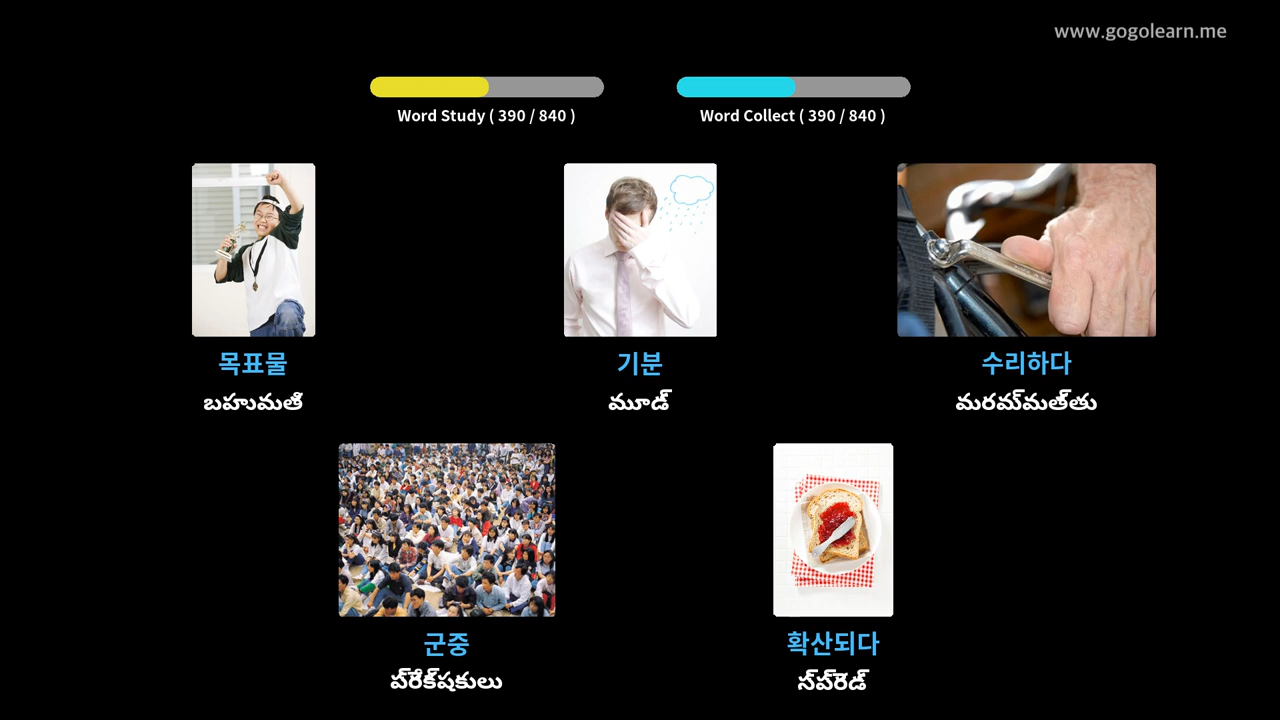 www.gogolearn.me
Word Study ( 390 / 840 )
Word Collect ( 390 / 840 )
목표물
기분
수리하다
బహుమతి
మూడ్
మరమ్మత్తు
군중
확산되다
ప్రేక్షకులు
స్ప్రెడ్